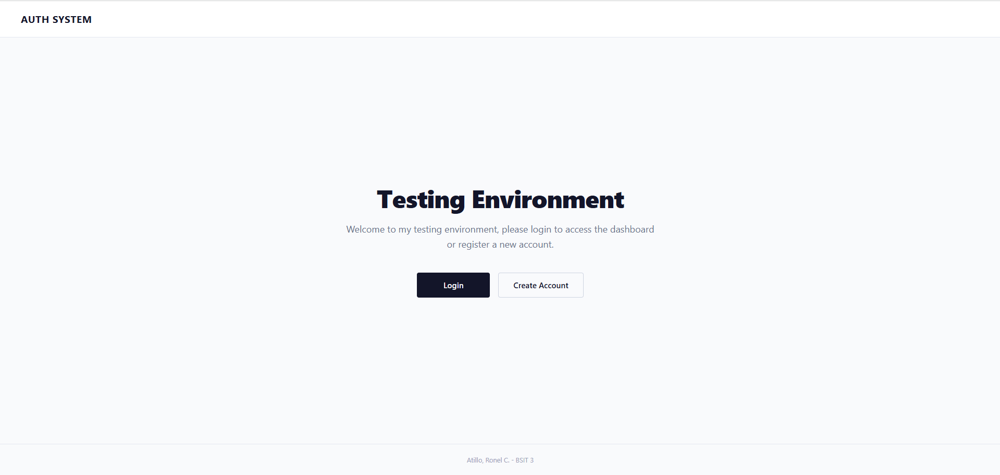 AUTH SYSTEM
Testing Environment
Welcome to my testing environment, please login to access the dashboard
or register a new account.
Login
Create Account
Atillo, Ronel C. - BSIT 3